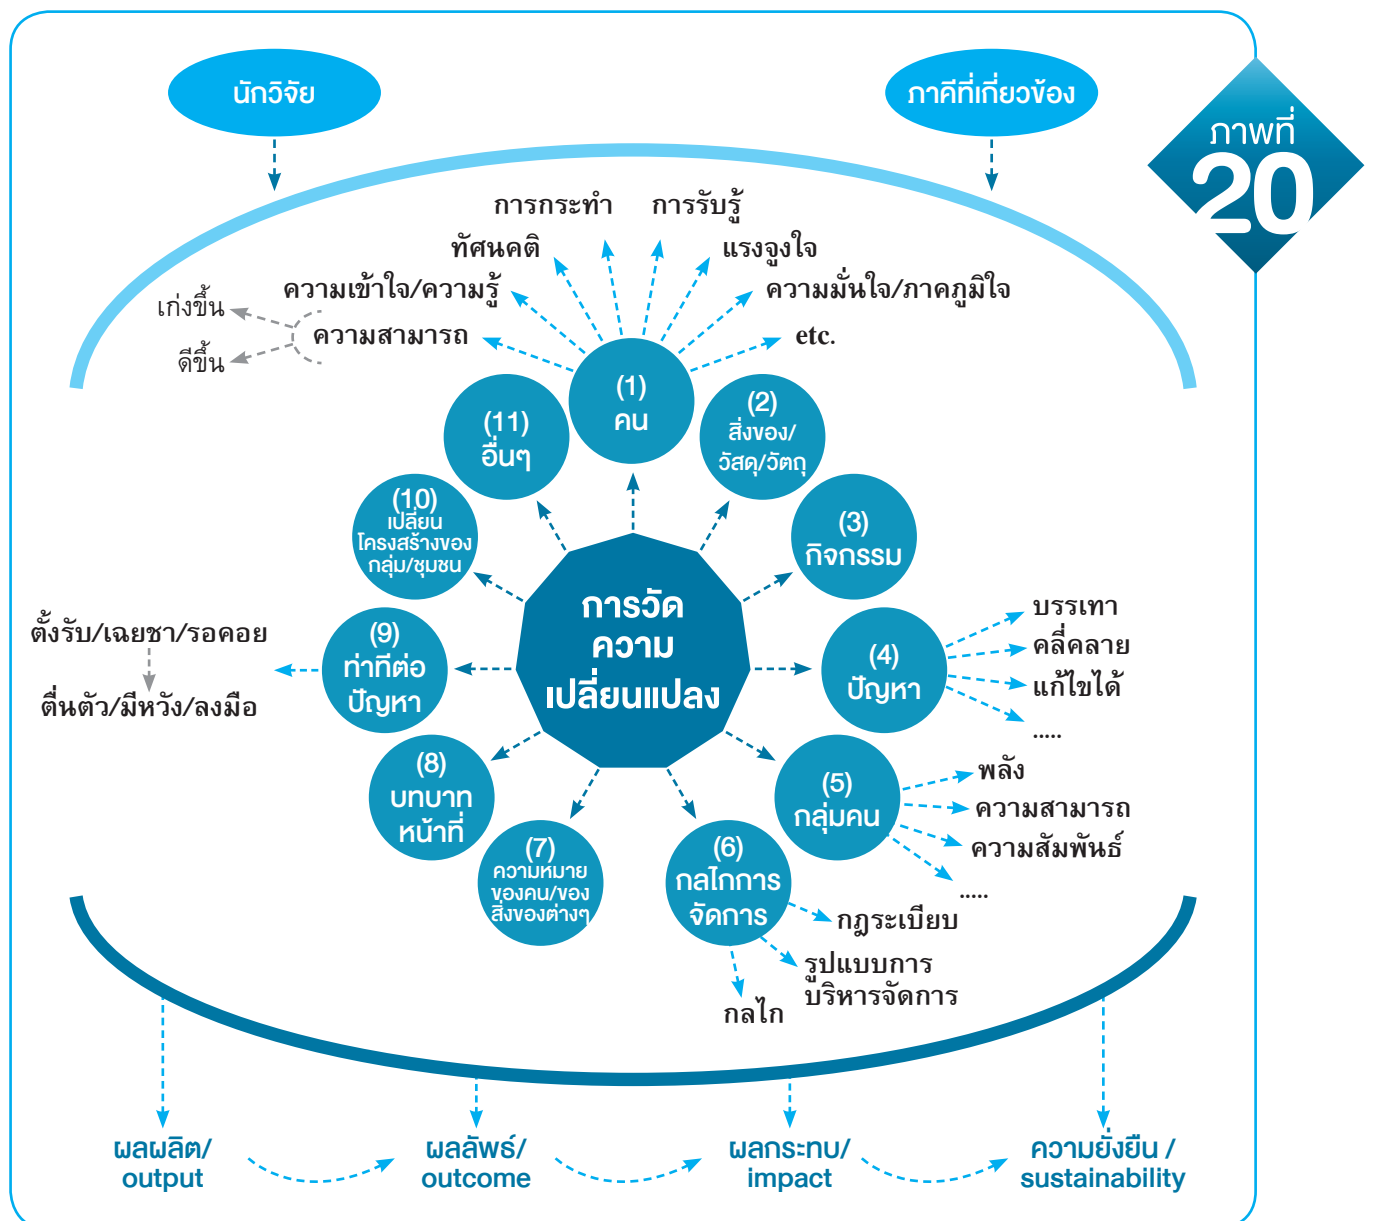 นักวิจัย
ภาคีที่เกี่ยวข้อง
ภาพที่
20
การกระทำ
การรับรู้
ทัศนคติ
แรงจูงใจ
ความเข้าใจ/ความรู้
ความมั่นใจ/ภาคภูมิใจ
เก่งขึ้น
ความสามารถ
etc.
ดีขึ้น
(1)
คน
(2)
สิ่งของ/
วัสดุ/วัตถุ
(3)
กิจกรรม
(4)
ปัญหา
บรรเทา
คลี่คลาย
แก้ไขได้
.....
(5)
กลุ่มคน
พลัง
ความสามารถ
ความสัมพันธ์
.....
(6)
กลไกการ
จัดการ
กฎระเบียบ
รูปแบบการ
บริหารจัดการ
กลไก
(7)
ความหมาย
ของคน/ของ
สิ่งของต่างๆ
(8)
บทบาท
หน้าที่
(9)
ท่าทีต่อ
ปัญหา
ตั้งรับ/เฉยชา/รอคอย
ตื่นตัว/มีหวัง/ลงมือ
(10)
เปลี่ยน
โครงสร้างของ
กลุ่ม/ชุมชน
(11)
อื่นๆ
การวัด
ความ
เปลี่ยนแปลง
ผลผลิต/
output
ผลลัพธ์/
outcome
ผลกระทบ/
impact
ความยั่งยืน /
sustainability